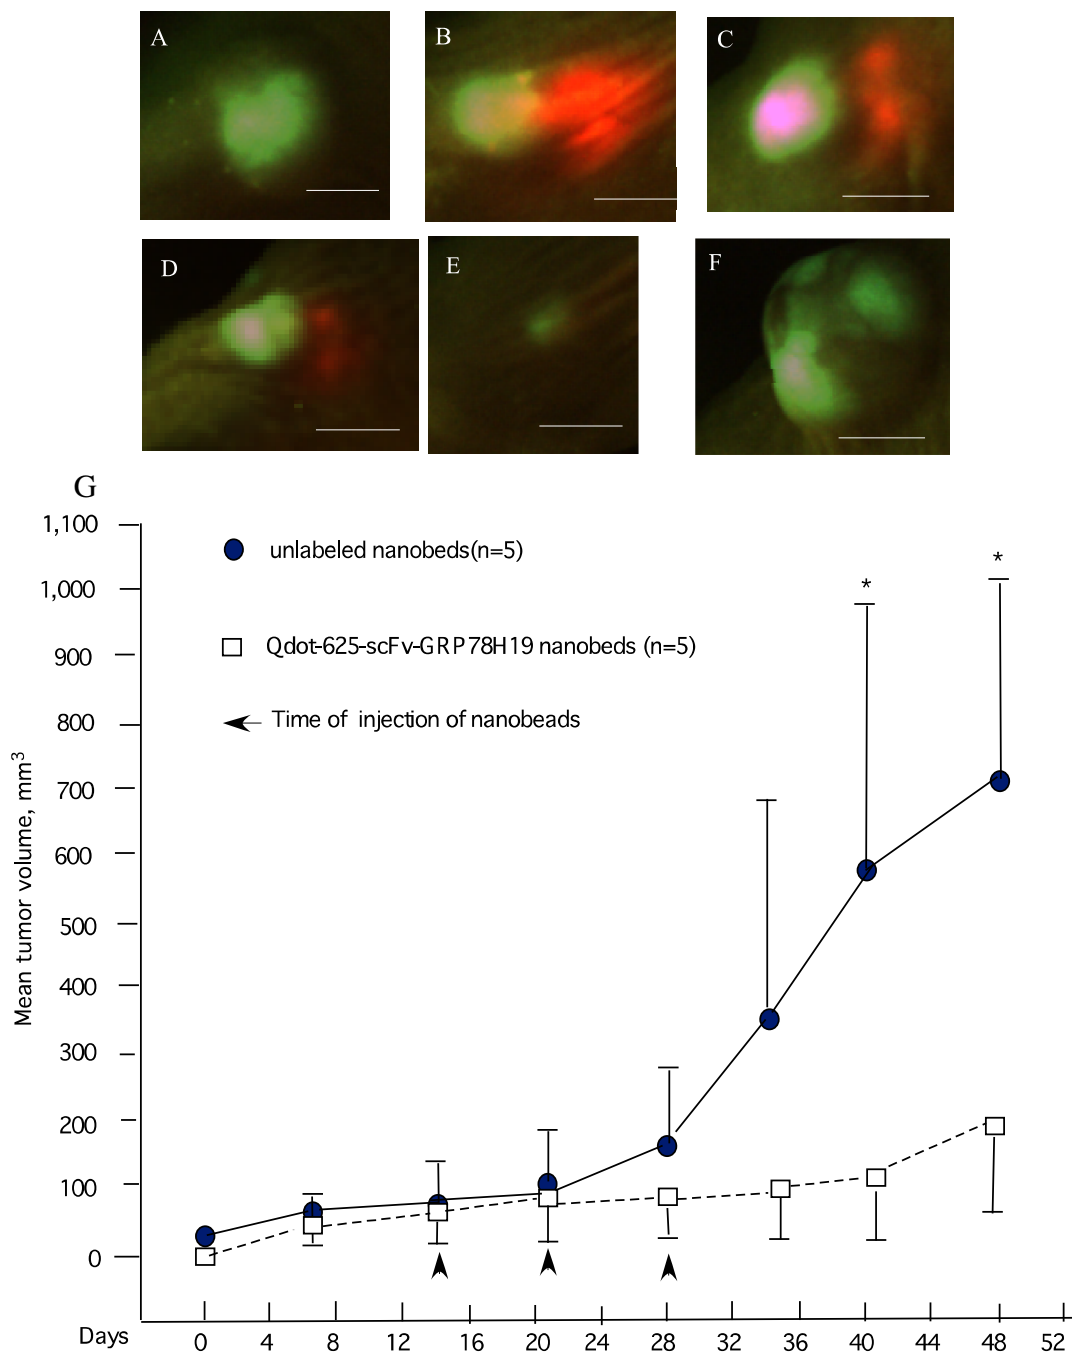 A
B
C
D
E
F
G
1,100
1,000
900
800
700
600
500
400
300
200
100
0
Mean tumor volume, mm³
unlabeled nanobeds(n=5)
Qdot-625-scFv-GRP78H19 nanobeds (n=5)
Time of injection of nanobeads
*
*
Days
0 4 8 12 16 20 24 28 32 36 40 44 48 52